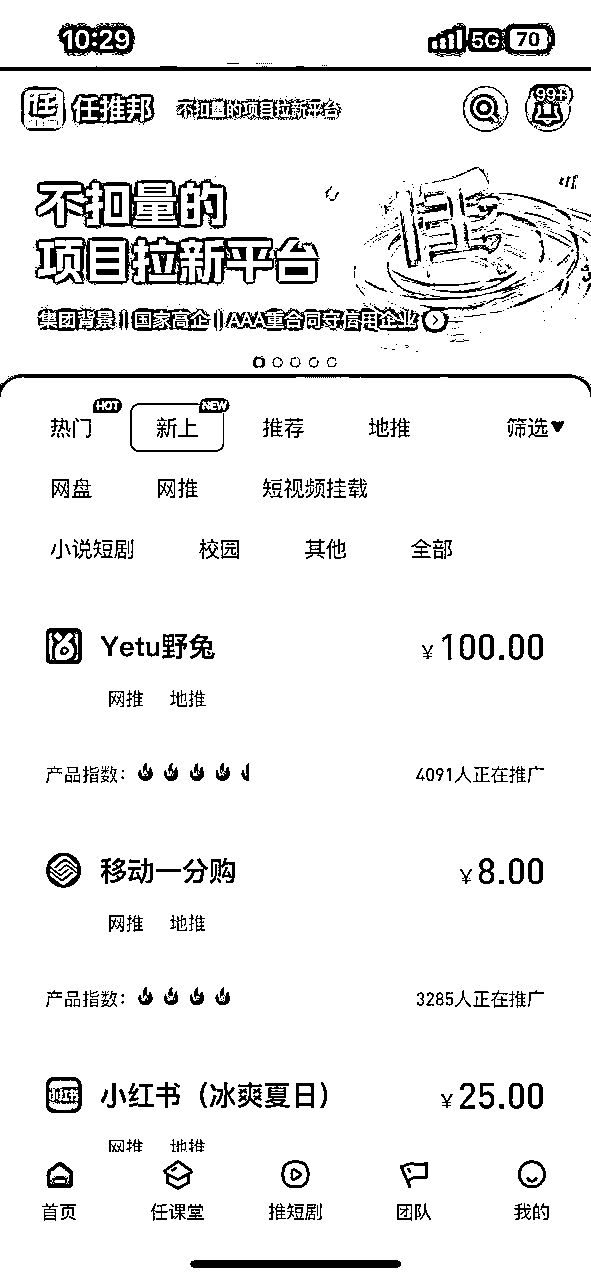 10:29 5G 70
任推邦 不扣量的项目拉新平台 99+
不扣量的
项目拉新平台
集团背景 | 国家高企 | AAA重合同守信用企业
热门 HOT 新上 NEW 推荐 地推 筛选
网盘 网推 短视频挂载
小说短剧 校园 其他 全部
Yetu野兔 ¥100.00
网推 地推
产品指数: 4091人正在推广
移动一分购 ¥8.00
网推 地推
产品指数: 3285人正在推广
小红书（冰爽夏日） ¥25.00
网推 地推
首页 任课堂 推短剧 团队 我的